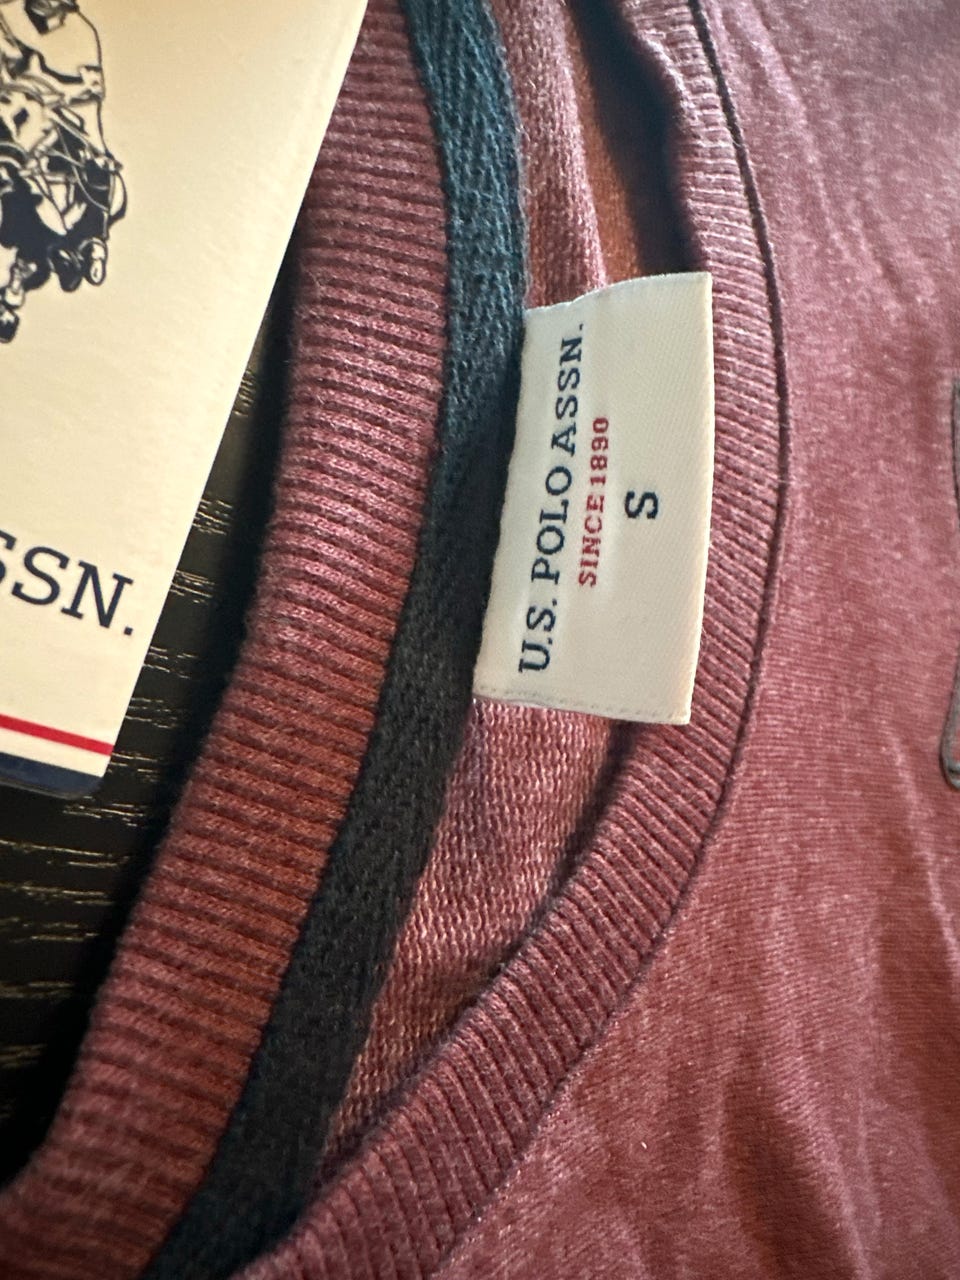 U.S. POLO ASSN.
SINCE 1890
S
SSN.